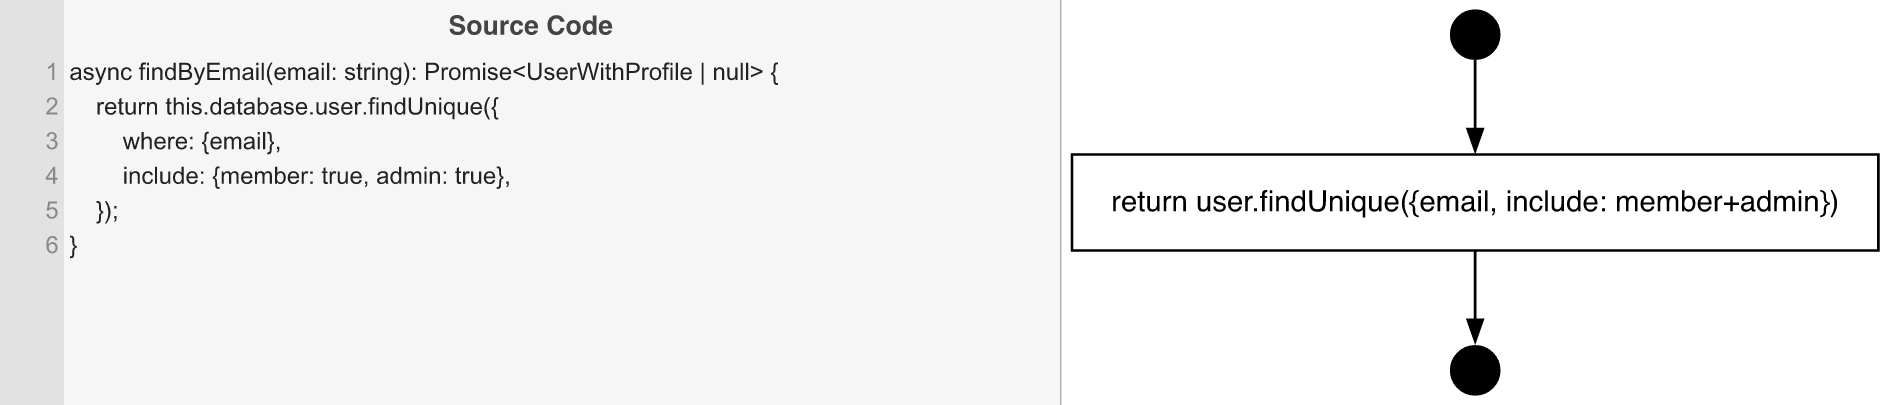 Source Code
1 async findByEmail(email: string): Promise<UserWithProfile | null> {
2     return this.database.user.findUnique({
3         where: {email},
4         include: {member: true, admin: true},
5     });
6 }
return user.findUnique({email, include: member+admin})